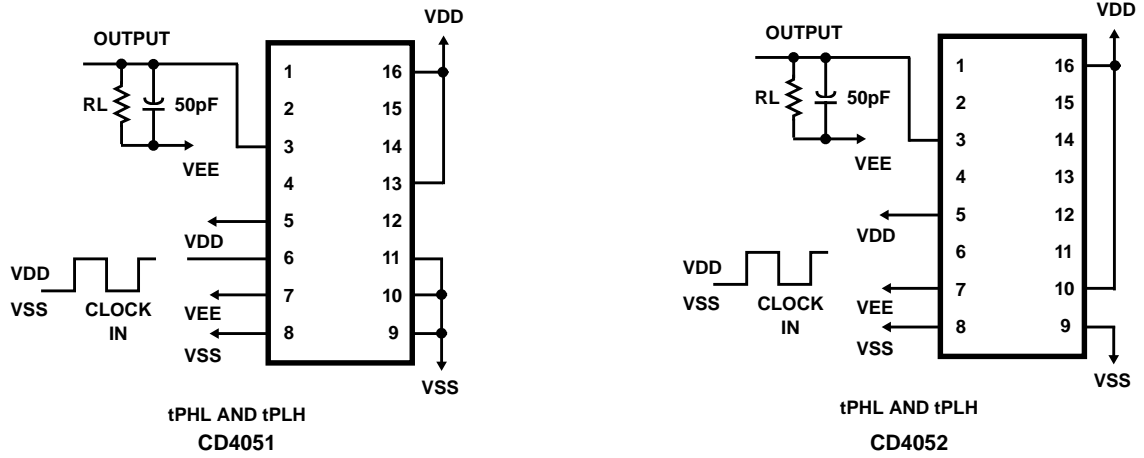 VDD
OUTPUT
1 16
RL 50pF
2 15
3 14
VEE
4 13
5 12
VDD
6 11
VDD
VSS
CLOCK
IN
7 10
VEE
8 9
VSS
VSS
tPHL AND tPLH
CD4051
VDD
OUTPUT
1 16
RL 50pF
2 15
3 14
VEE
4 13
5 12
VDD
6 11
VDD
VSS
CLOCK
IN
7 10
VEE
8 9
VSS
VSS
tPHL AND tPLH
CD4052